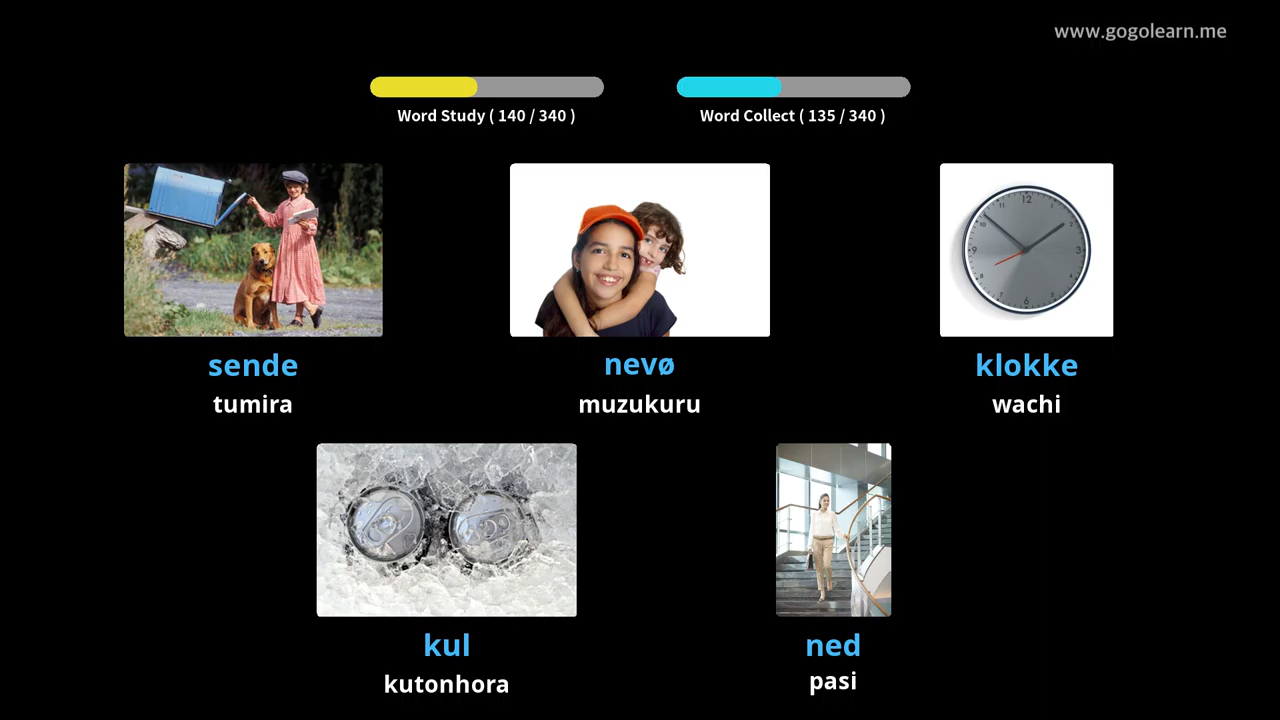 www.gogolearn.me
Word Study ( 140 / 340 )
Word Collect ( 135 / 340 )
sende
tumira
nevø
muzukuru
klokke
wachi
kul
kutonhora
ned
pasi